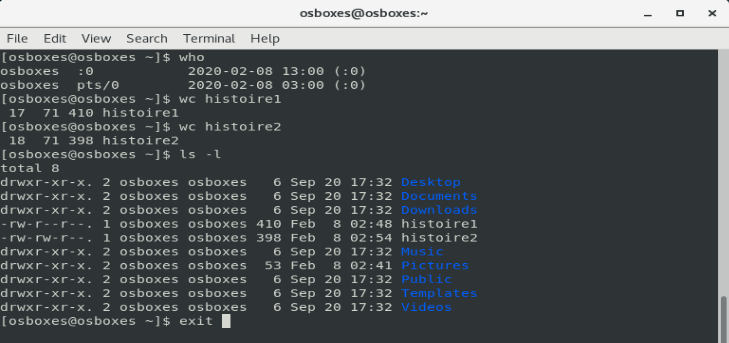 osboxes@osboxes:~
File Edit View Search Terminal Help
[osboxes@osboxes ~]$ who
osboxes  :0           2020-02-08 13:00 (:0)
osboxes  pts/0        2020-02-08 03:00 (:0)
[osboxes@osboxes ~]$ wc histoire1
 17  71 410 histoire1
[osboxes@osboxes ~]$ wc histoire2
 18  71 398 histoire2
[osboxes@osboxes ~]$ ls -l
total 8
drwxr-xr-x. 2 osboxes osboxes   6 Sep 20 17:32 Desktop
drwxr-xr-x. 2 osboxes osboxes   6 Sep 20 17:32 Documents
drwxr-xr-x. 2 osboxes osboxes   6 Sep 20 17:32 Downloads
-rw-r--r--. 1 osboxes osboxes 410 Feb  8 02:48 histoire1
-rw-rw-r--. 1 osboxes osboxes 398 Feb  8 02:54 histoire2
drwxr-xr-x. 2 osboxes osboxes   6 Sep 20 17:32 Music
drwxr-xr-x. 2 osboxes osboxes  53 Feb  8 02:41 Pictures
drwxr-xr-x. 2 osboxes osboxes   6 Sep 20 17:32 Public
drwxr-xr-x. 2 osboxes osboxes   6 Sep 20 17:32 Templates
drwxr-xr-x. 2 osboxes osboxes   6 Sep 20 17:32 Videos
[osboxes@osboxes ~]$ exit